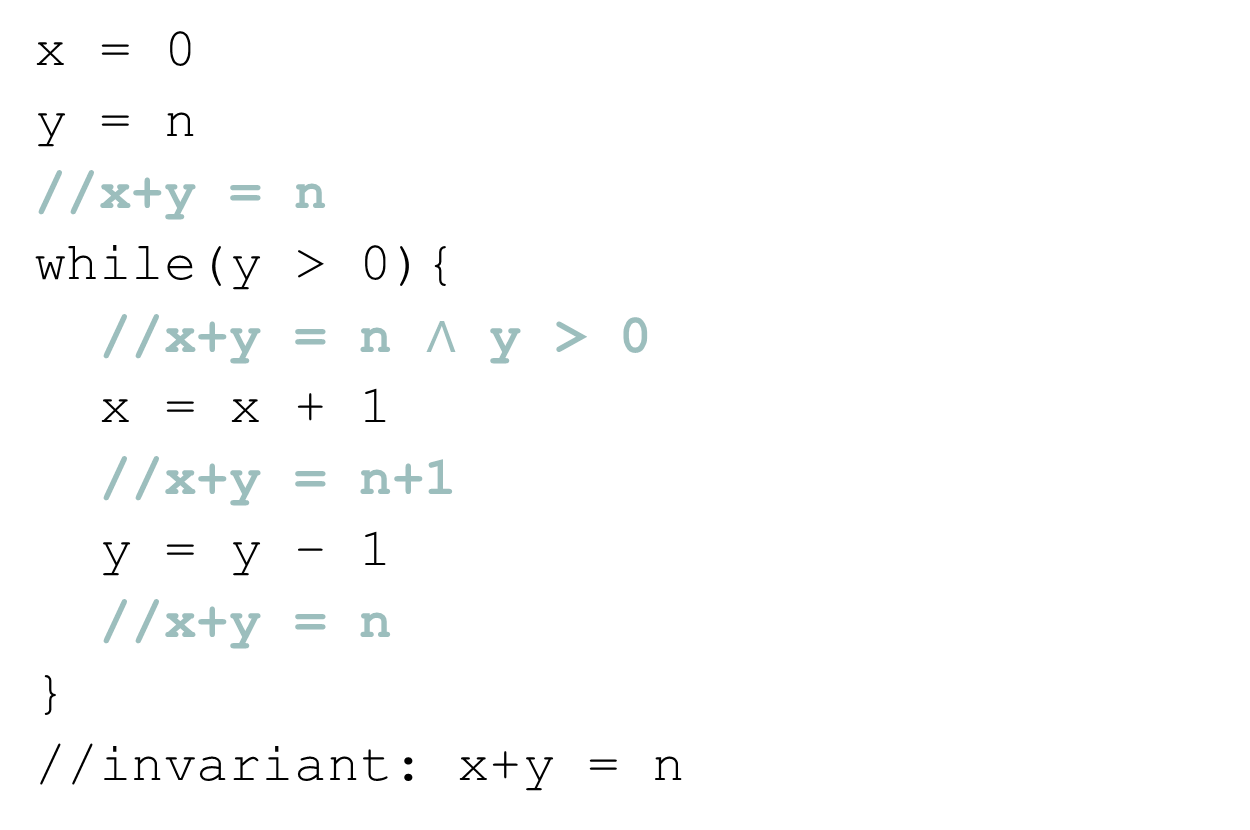 x = 0
y = n
//x+y = n
while(y > 0){
//x+y = n ∧ y > 0
x = x + 1
//x+y = n+1
y = y - 1
//x+y = n
}
//invariant: x+y = n